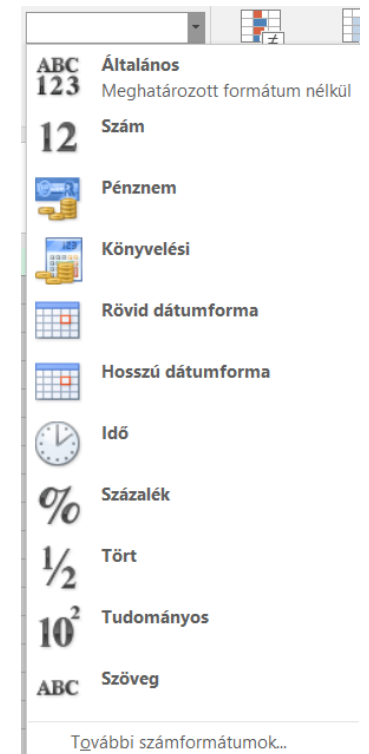 ABC
123
Általános
Meghatározott formátum nélkül
12
Szám
Pénznem
123
Könyvelési
Rövid dátumforma
Hosszú dátumforma
Idő
%
Százalék
1/2
Tört
10²
Tudományos
ABC
Szöveg
További számformátumok...